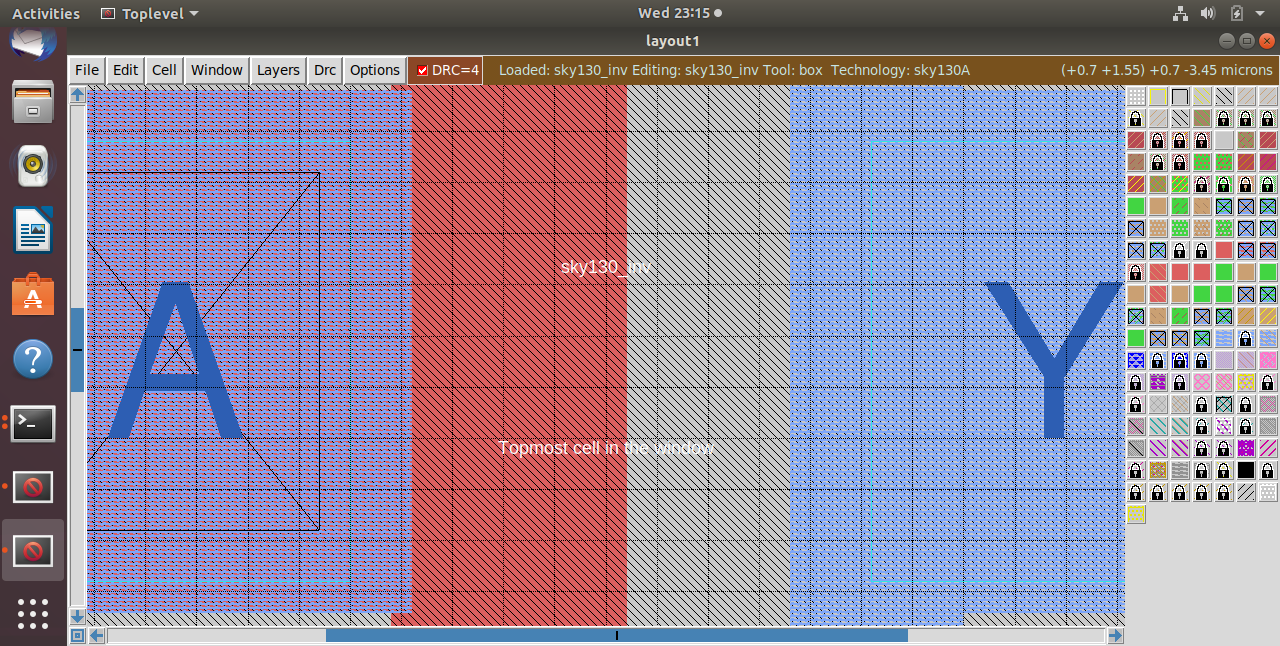 Activities Toplevel Wed 23:15
layout1
File Edit Cell Window Layers Drc Options DRC=4 Loaded: sky130_inv Editing: sky130_inv Tool: box Technology: sky130A (+0.7 +1.55) +0.7 -3.45 microns
sky130_inv
A Y
Topmost cell in the window